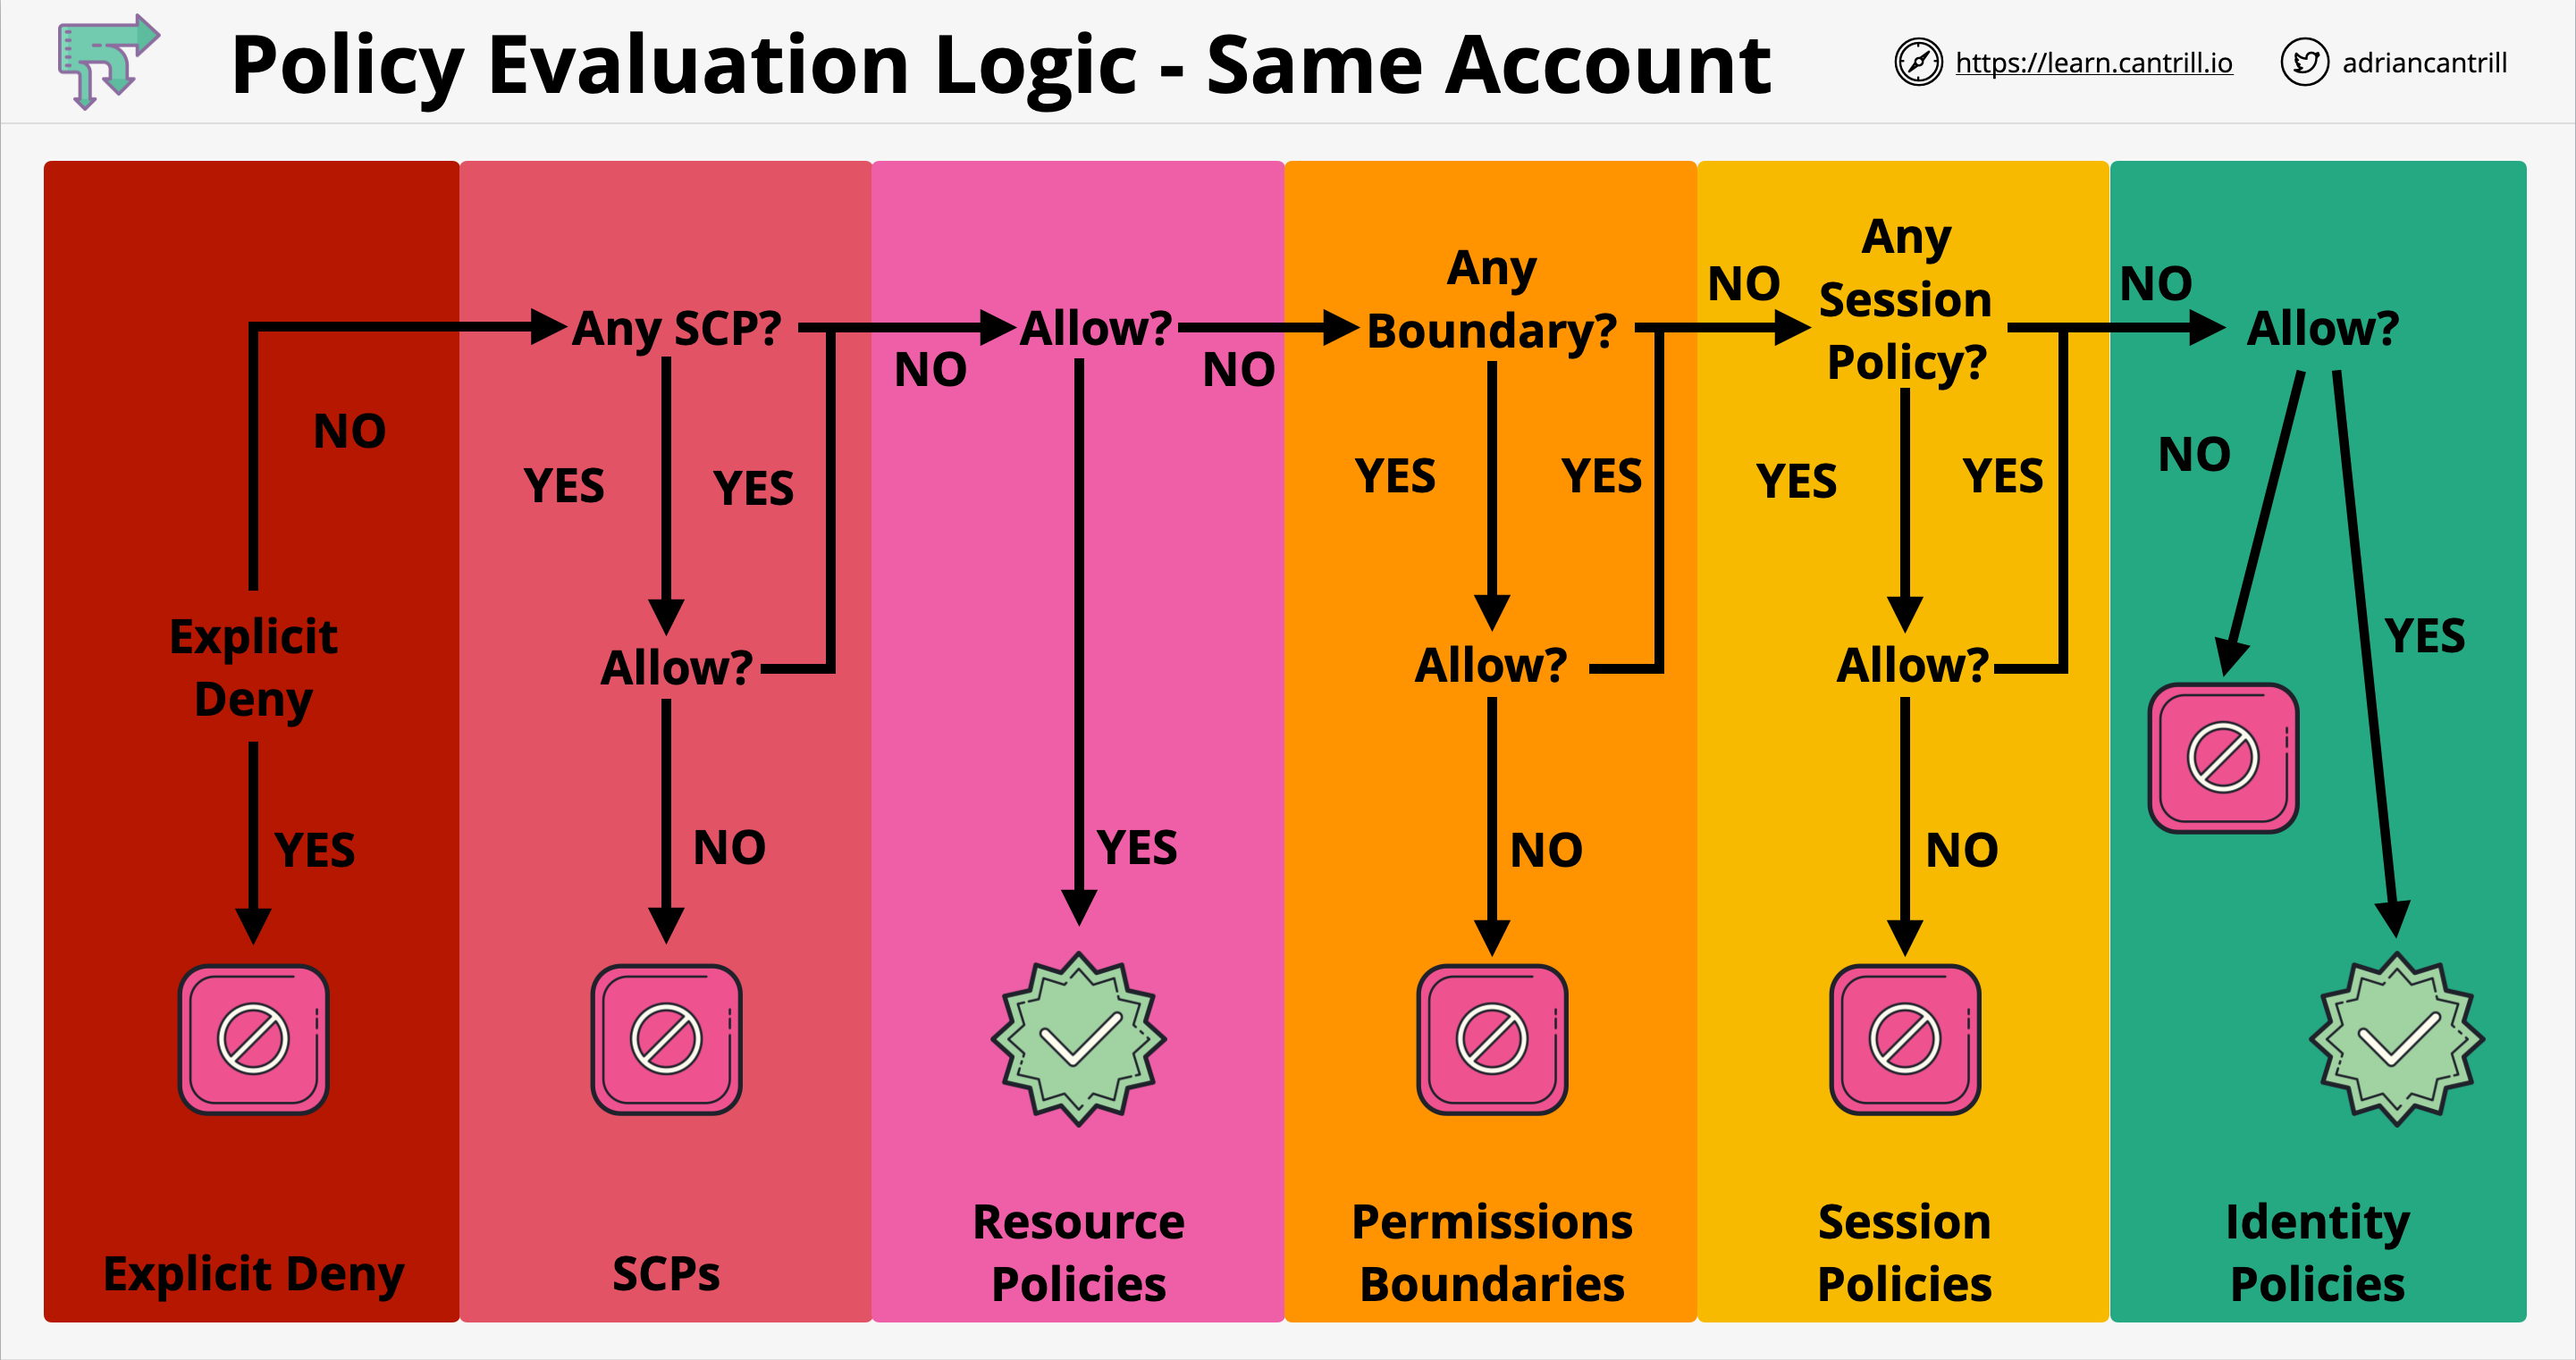 Policy Evaluation Logic - Same Account
https://learn.cantrill.io
adriancantrill
NO
Explicit
Deny
YES
Explicit Deny
Any SCP?
YES
YES
Allow?
NO
SCPs
NO
Allow?
NO
YES
Resource
Policies
Any
Boundary?
YES
YES
Allow?
NO
Permissions
Boundaries
NO
Any
Session
Policy?
YES
YES
Allow?
NO
Session
Policies
NO
Allow?
NO
YES
Identity
Policies